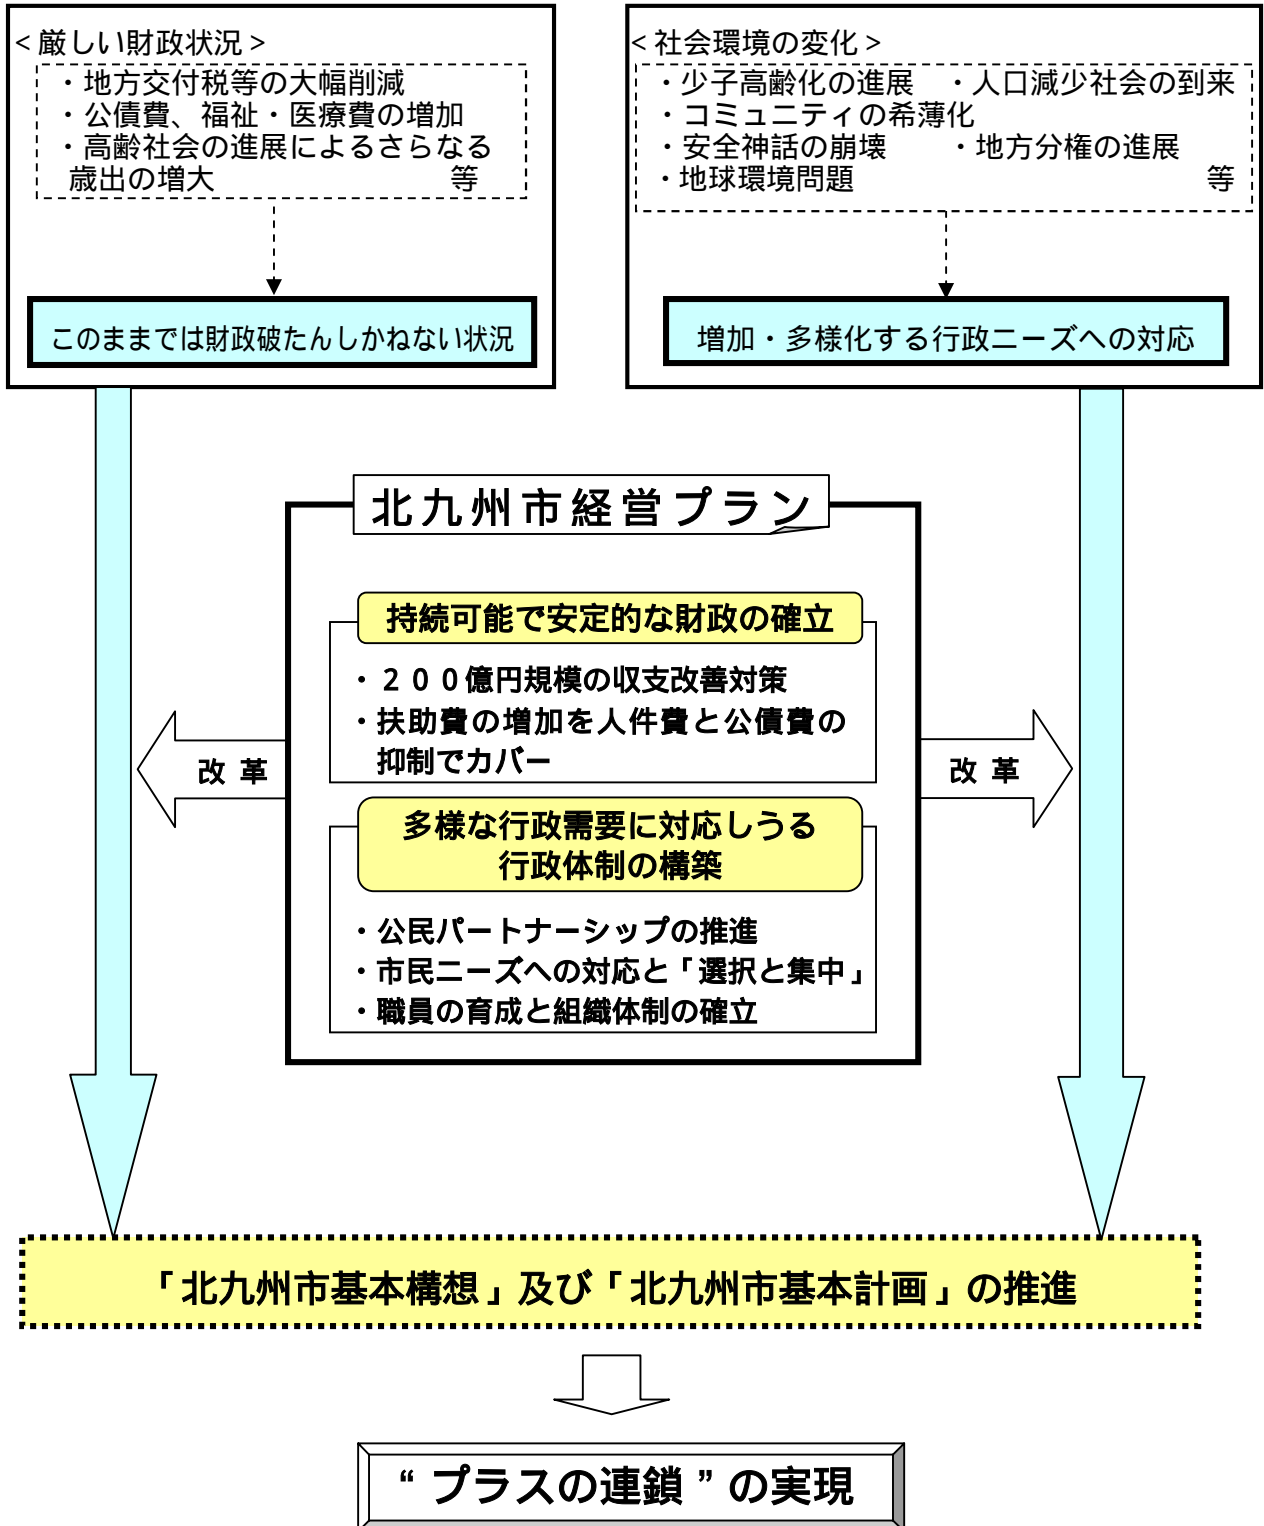 ＜厳しい財政状況＞
・地方交付税等の大幅削減
・公債費、福祉・医療費の増加
・高齢社会の進展によるさらなる
歳出の増大　等
このままでは財政破たんしかねない状況
＜社会環境の変化＞
・少子高齢化の進展　・人口減少社会の到来
・コミュニティの希薄化
・安全神話の崩壊　・地方分権の進展
・地球環境問題　等
増加・多様化する行政ニーズへの対応
北九州市経営プラン
持続可能で安定的な財政の確立
・２００億円規模の収支改善対策
・扶助費の増加を人件費と公債費の
抑制でカバー
改革
改革
多様な行政需要に対応しうる
行政体制の構築
・公民パートナーシップの推進
・市民ニーズへの対応と「選択と集中」
・職員の育成と組織体制の確立
「北九州市基本構想」及び「北九州市基本計画」の推進
“プラスの連鎖”の実現